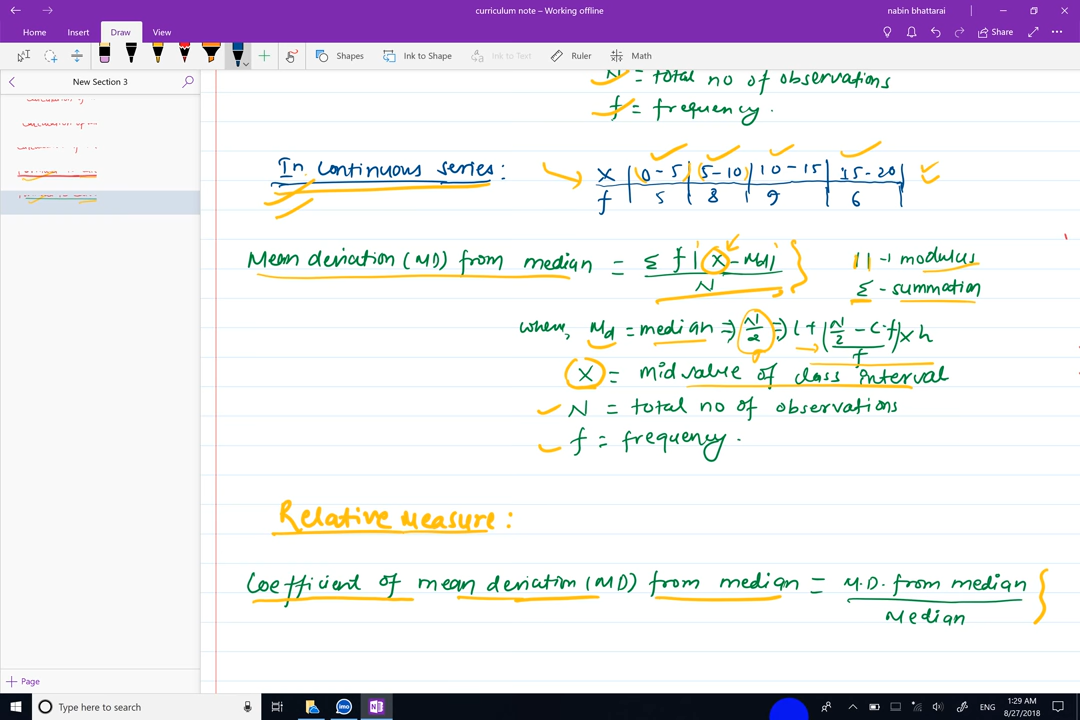 curriculum note – Working offline
nabin bhattarai
Home Insert Draw View
Share
Shapes Ink to Shape Ink to Text Ruler Math
New Section 3
N = total no of observations
f = frequency.
In continuous series:
X | 0-5 | 5-10 | 10-15 | 15-20 |
f | 5 | 8 | 9 | 6 |
Mean deviation (MD) from median = Σ f|X-Md| / N
|| → modulus
Σ - summation
where, Md = median ⇒ N/2 ⇒ l + (N/2 - c.f)/f × h
X = mid value of class interval
N = total no of observations
f = frequency.
Relative Measure:
Coefficient of mean deviation (MD) from median = M.D. from median / Median
Page
Type here to search
ENG
1:29 AM
8/27/2018